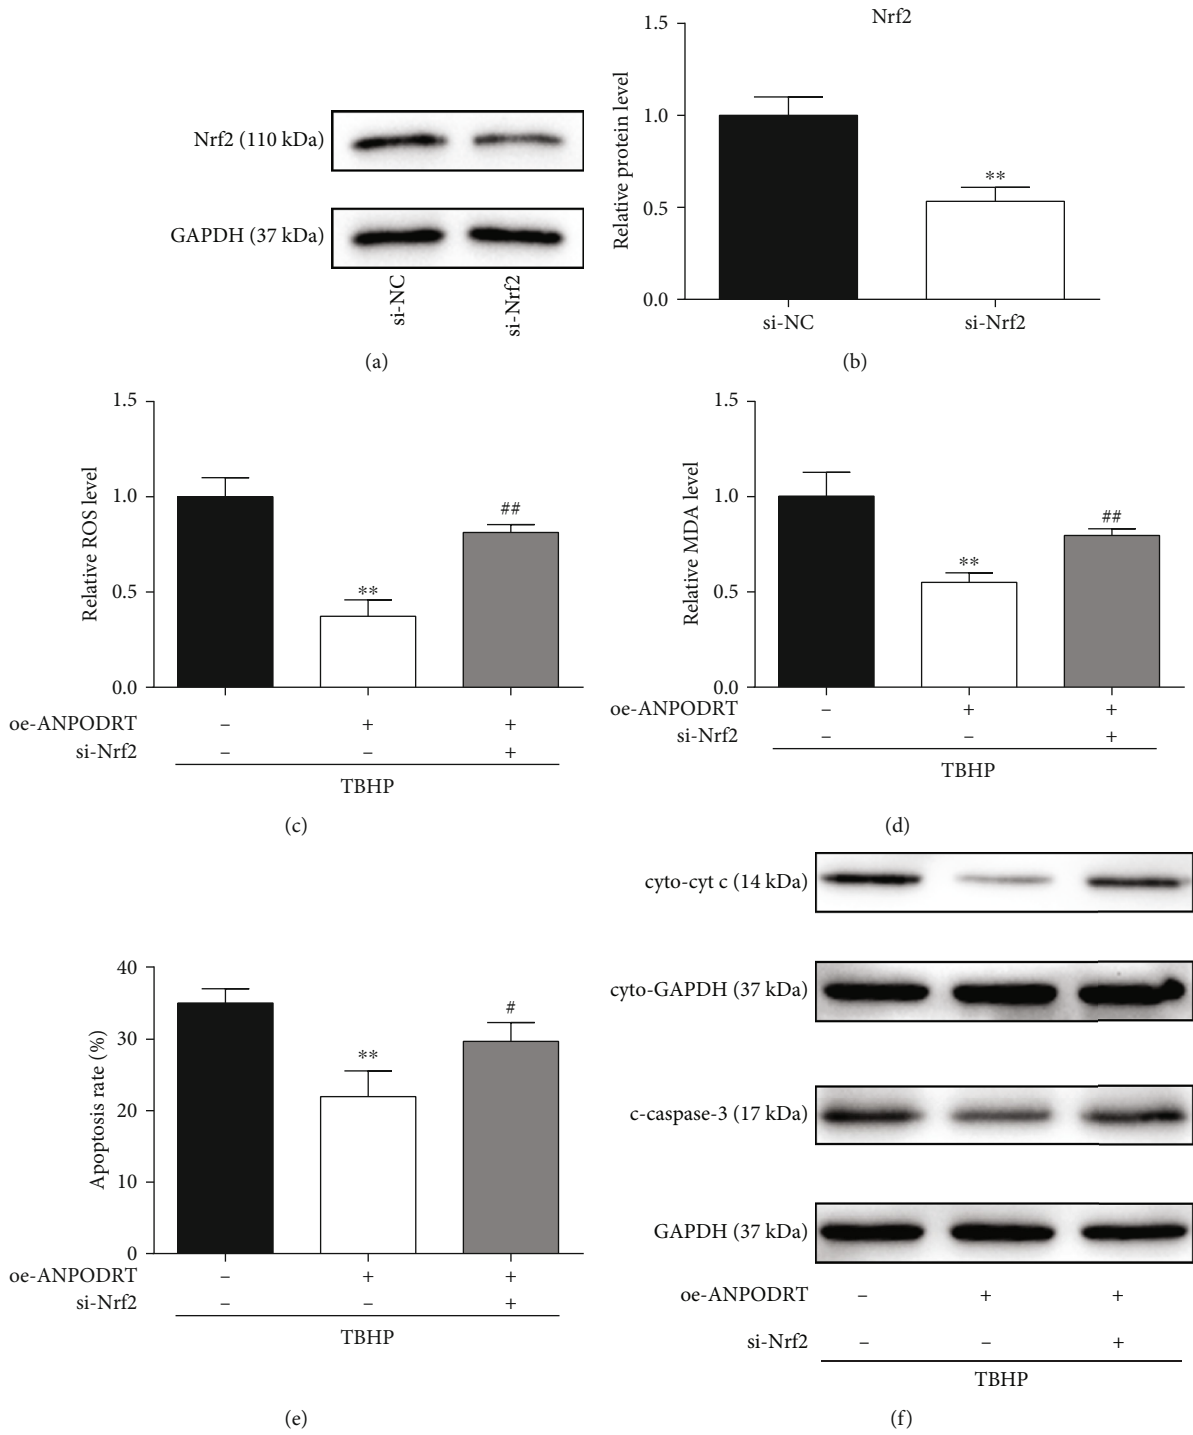 Nrf2 (110 kDa)
GAPDH (37 kDa)
si-NC
si-Nrf2
(a)
Nrf2
Relative protein level
1.5
1.0
0.5
0.0
**
si-NC
si-Nrf2
(b)
Relative ROS level
1.5
1.0
0.5
0.0
**
##
oe-ANPODRT – + +
si-Nrf2 – – +
TBHP
(c)
Relative MDA level
1.5
1.0
0.5
0.0
**
##
oe-ANPODRT – + +
si-Nrf2 – – +
TBHP
(d)
Apoptosis rate (%)
40
30
20
10
0
**
#
oe-ANPODRT – + +
si-Nrf2 – – +
TBHP
(e)
cyto-cyt c (14 kDa)
cyto-GAPDH (37 kDa)
c-caspase-3 (17 kDa)
GAPDH (37 kDa)
oe-ANPODRT – + +
si-Nrf2 – – +
TBHP
(f)